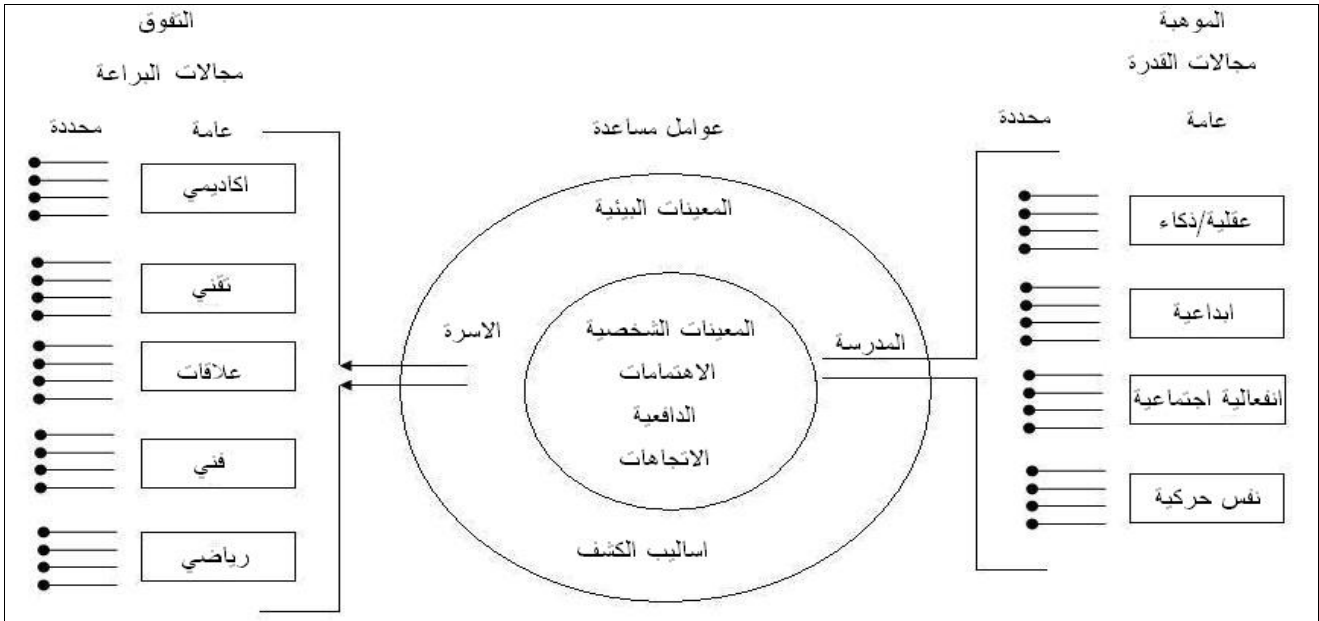 الموهبة
مجالات القدرة
عامة
محددة
عقلية/ذكاء
ابداعية
انفعالية اجتماعية
نفس حركية
عوامل مساعدة
المعينات البيئية
المدرسة
المعينات الشخصية
الاهتمامات
الدافعية
الاتجاهات
الاسرة
اساليب الكشف
التفوق
مجالات البراعة
عامة
محددة
اكاديمي
تقني
علاقات
فني
رياضي